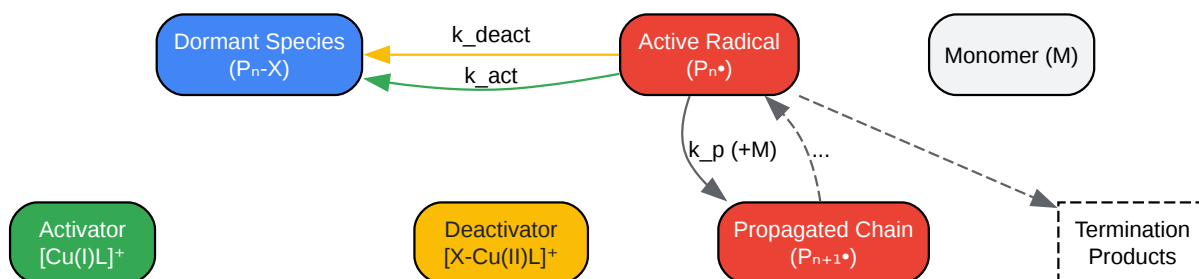 Dormant Species
(Pₙ-X)
k_deact
k_act
Active Radical
(Pₙ•)
Monomer (M)
k_p (+M)
...
Activator
[Cu(I)L]⁺
Deactivator
[X-Cu(II)L]⁺
Propagated Chain
(Pₙ₊₁•)
Termination
Products